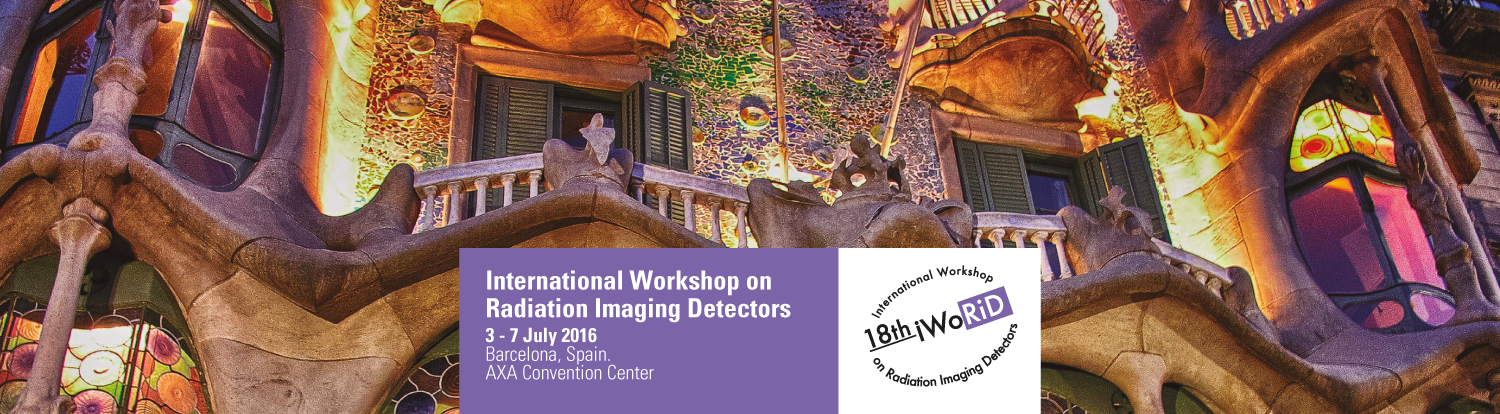 International Workshop on
Radiation Imaging Detectors
3 - 7 July 2016
Barcelona, Spain.
AXA Convention Center
International Workshop
18th iWoRiD
on Radiation Imaging Detectors